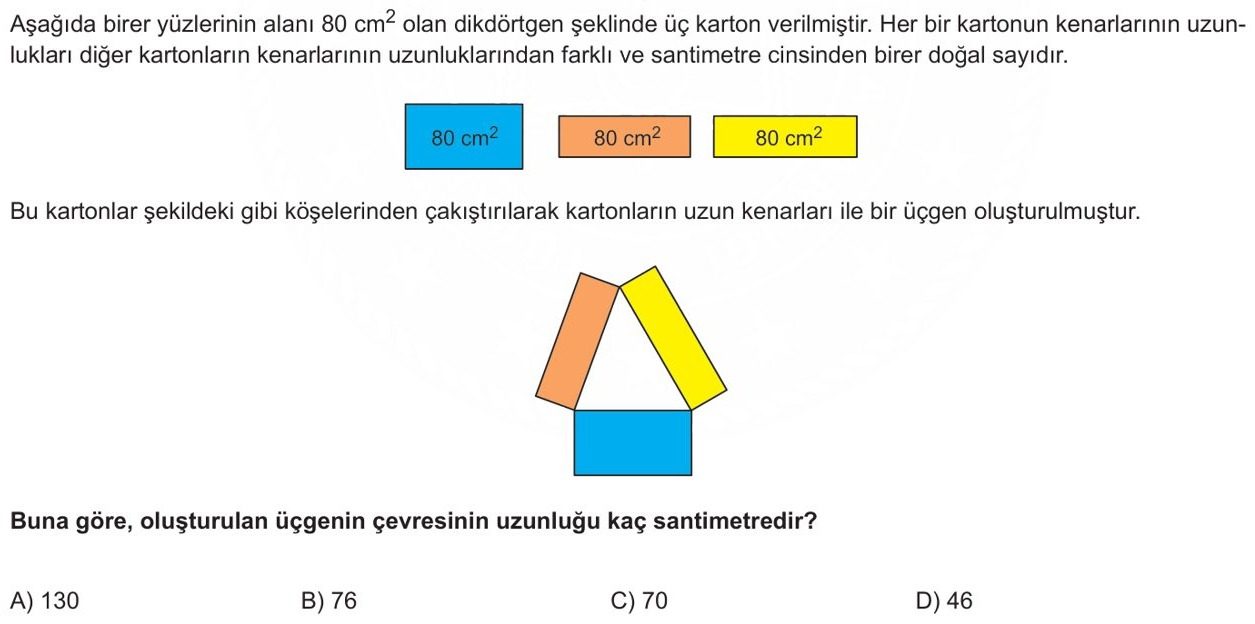 Aşağıda birer yüzlerinin alanı 80 cm² olan dikdörtgen şeklinde üç karton verilmiştir. Her bir kartonun kenarlarının uzun-
lukları diğer kartonların kenarlarının uzunluklarından farklı ve santimetre cinsinden birer doğal sayıdır.
80 cm² 80 cm² 80 cm²
Bu kartonlar şekildeki gibi köşelerinden çakıştırılarak kartonların uzun kenarları ile bir üçgen oluşturulmuştur.
Buna göre, oluşturulan üçgenin çevresinin uzunluğu kaç santimetredir?
A) 130 B) 76 C) 70 D) 46